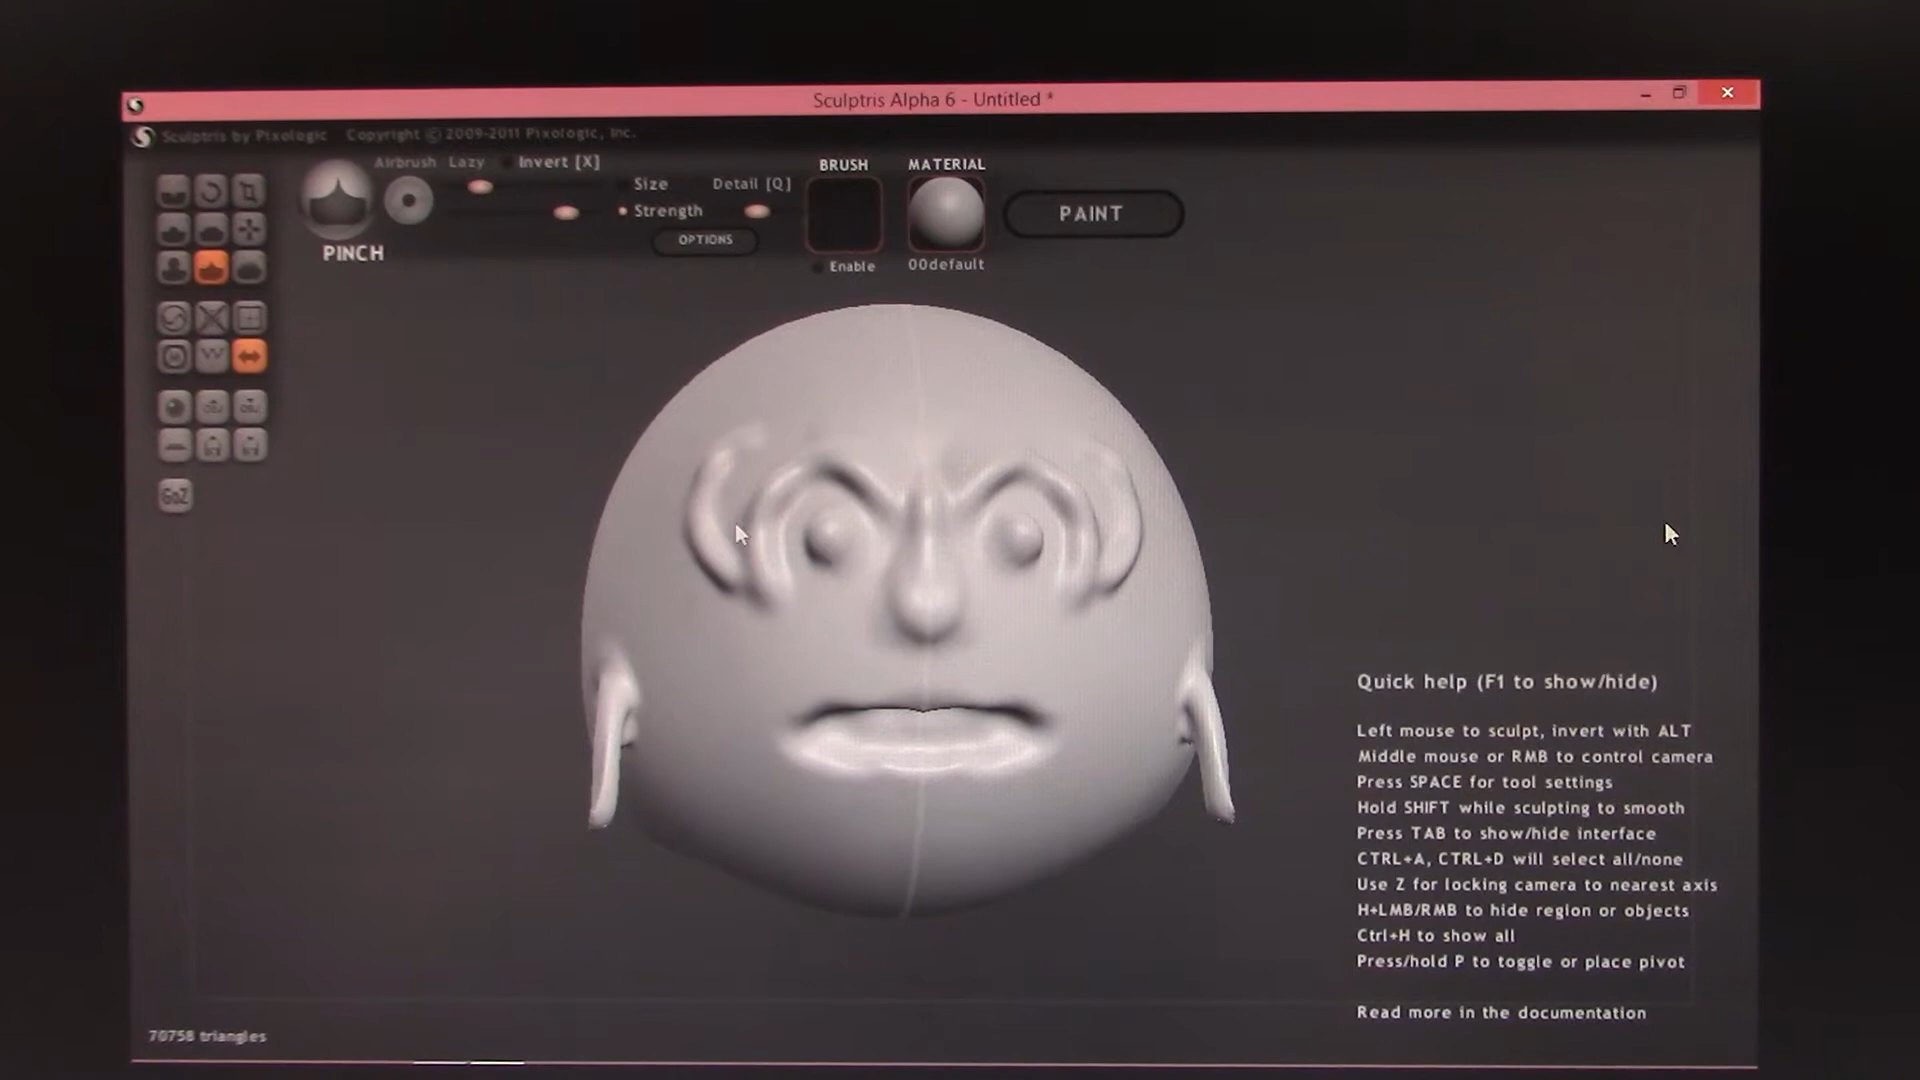 Sculptris Alpha 6 - Untitled *
Sculptris by Pixologic Copyright © 2009-2011 Pixologic, Inc.
Airbrush Lazy Invert [X]
Size Detail [Q]
Strength
OPTIONS
PINCH
BRUSH
Enable
MATERIAL
00default
PAINT
OBJ OBJ
GoZ
Quick help (F1 to show/hide)
Left mouse to sculpt, invert with ALT
Middle mouse or RMB to control camera
Press SPACE for tool settings
Hold SHIFT while sculpting to smooth
Press TAB to show/hide interface
CTRL+A, CTRL+D will select all/none
Use Z for locking camera to nearest axis
H+LMB/RMB to hide region or objects
Ctrl+H to show all
Press/hold P to toggle or place pivot
Read more in the documentation
70758 triangles